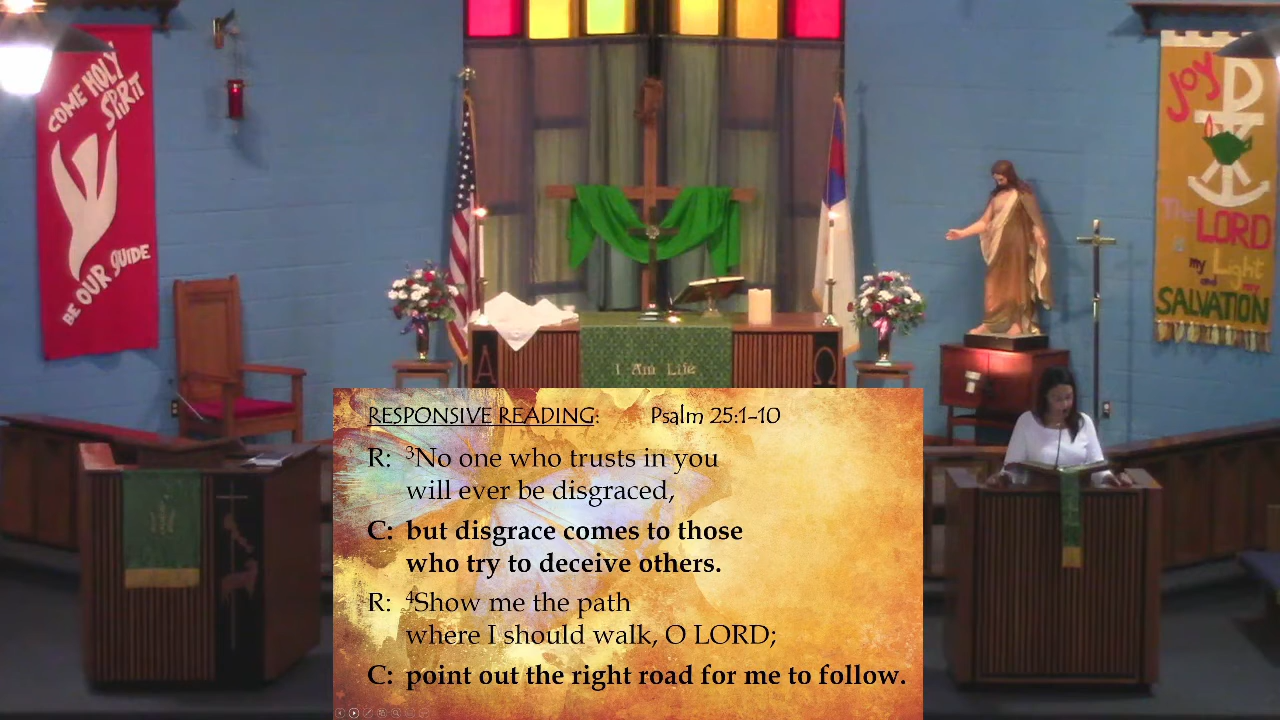 COME HOLY
SPIRIT
BE OUR GUIDE
JOY
The
LORD
my Light
and my
SALVATION
Α
I Am Life
Ω
RESPONSIVE READING: Psalm 25:1-10
R: ³No one who trusts in you
will ever be disgraced,
C: but disgrace comes to those
who try to deceive others.
R: ⁴Show me the path
where I should walk, O LORD;
C: point out the right road for me to follow.